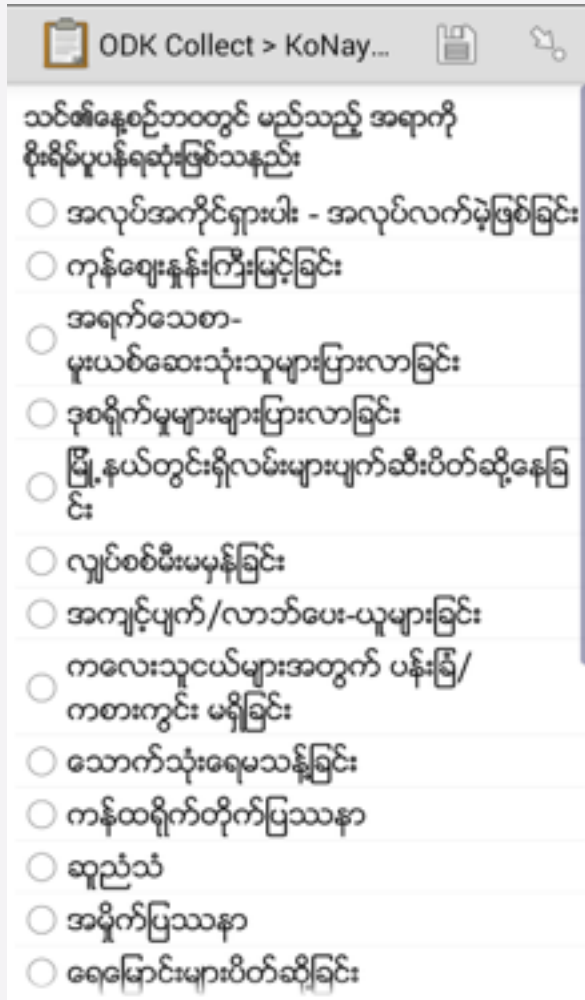 ODK Collect > KoNay...
သင်၏နေ့စဉ်ဘဝတွင် မည်သည့် အရာကို
စိုးရိမ်ပူပန်ရဆုံးဖြစ်သနည်း
အလုပ်အကိုင်ရှားပါး - အလုပ်လက်မဲ့ဖြစ်ခြင်း
ကုန်ဈေးနှုန်းကြီးမြင့်ခြင်း
အရက်သေစာ-
မူးယစ်ဆေးသုံးသူများပြားလာခြင်း
ဒုစရိုက်မှုများများပြားလာခြင်း
မြို့နယ်တွင်းရှိလမ်းများပျက်ဆီးပိတ်ဆို့နေခြ
င်း
လျှပ်စစ်မီးမမှန်ခြင်း
အကျင့်ပျက်/လာဘ်ပေး-ယူများခြင်း
ကလေးသူငယ်များအတွက် ပန်းခြံ/
ကစားကွင်း မရှိခြင်း
သောက်သုံးရေမသန့်ခြင်း
ကန်ထရိုက်တိုက်ပြဿနာ
ဆူညံသံ
အမှိုက်ပြဿနာ
ရေမြောင်းများပိတ်ဆို့ခြင်း